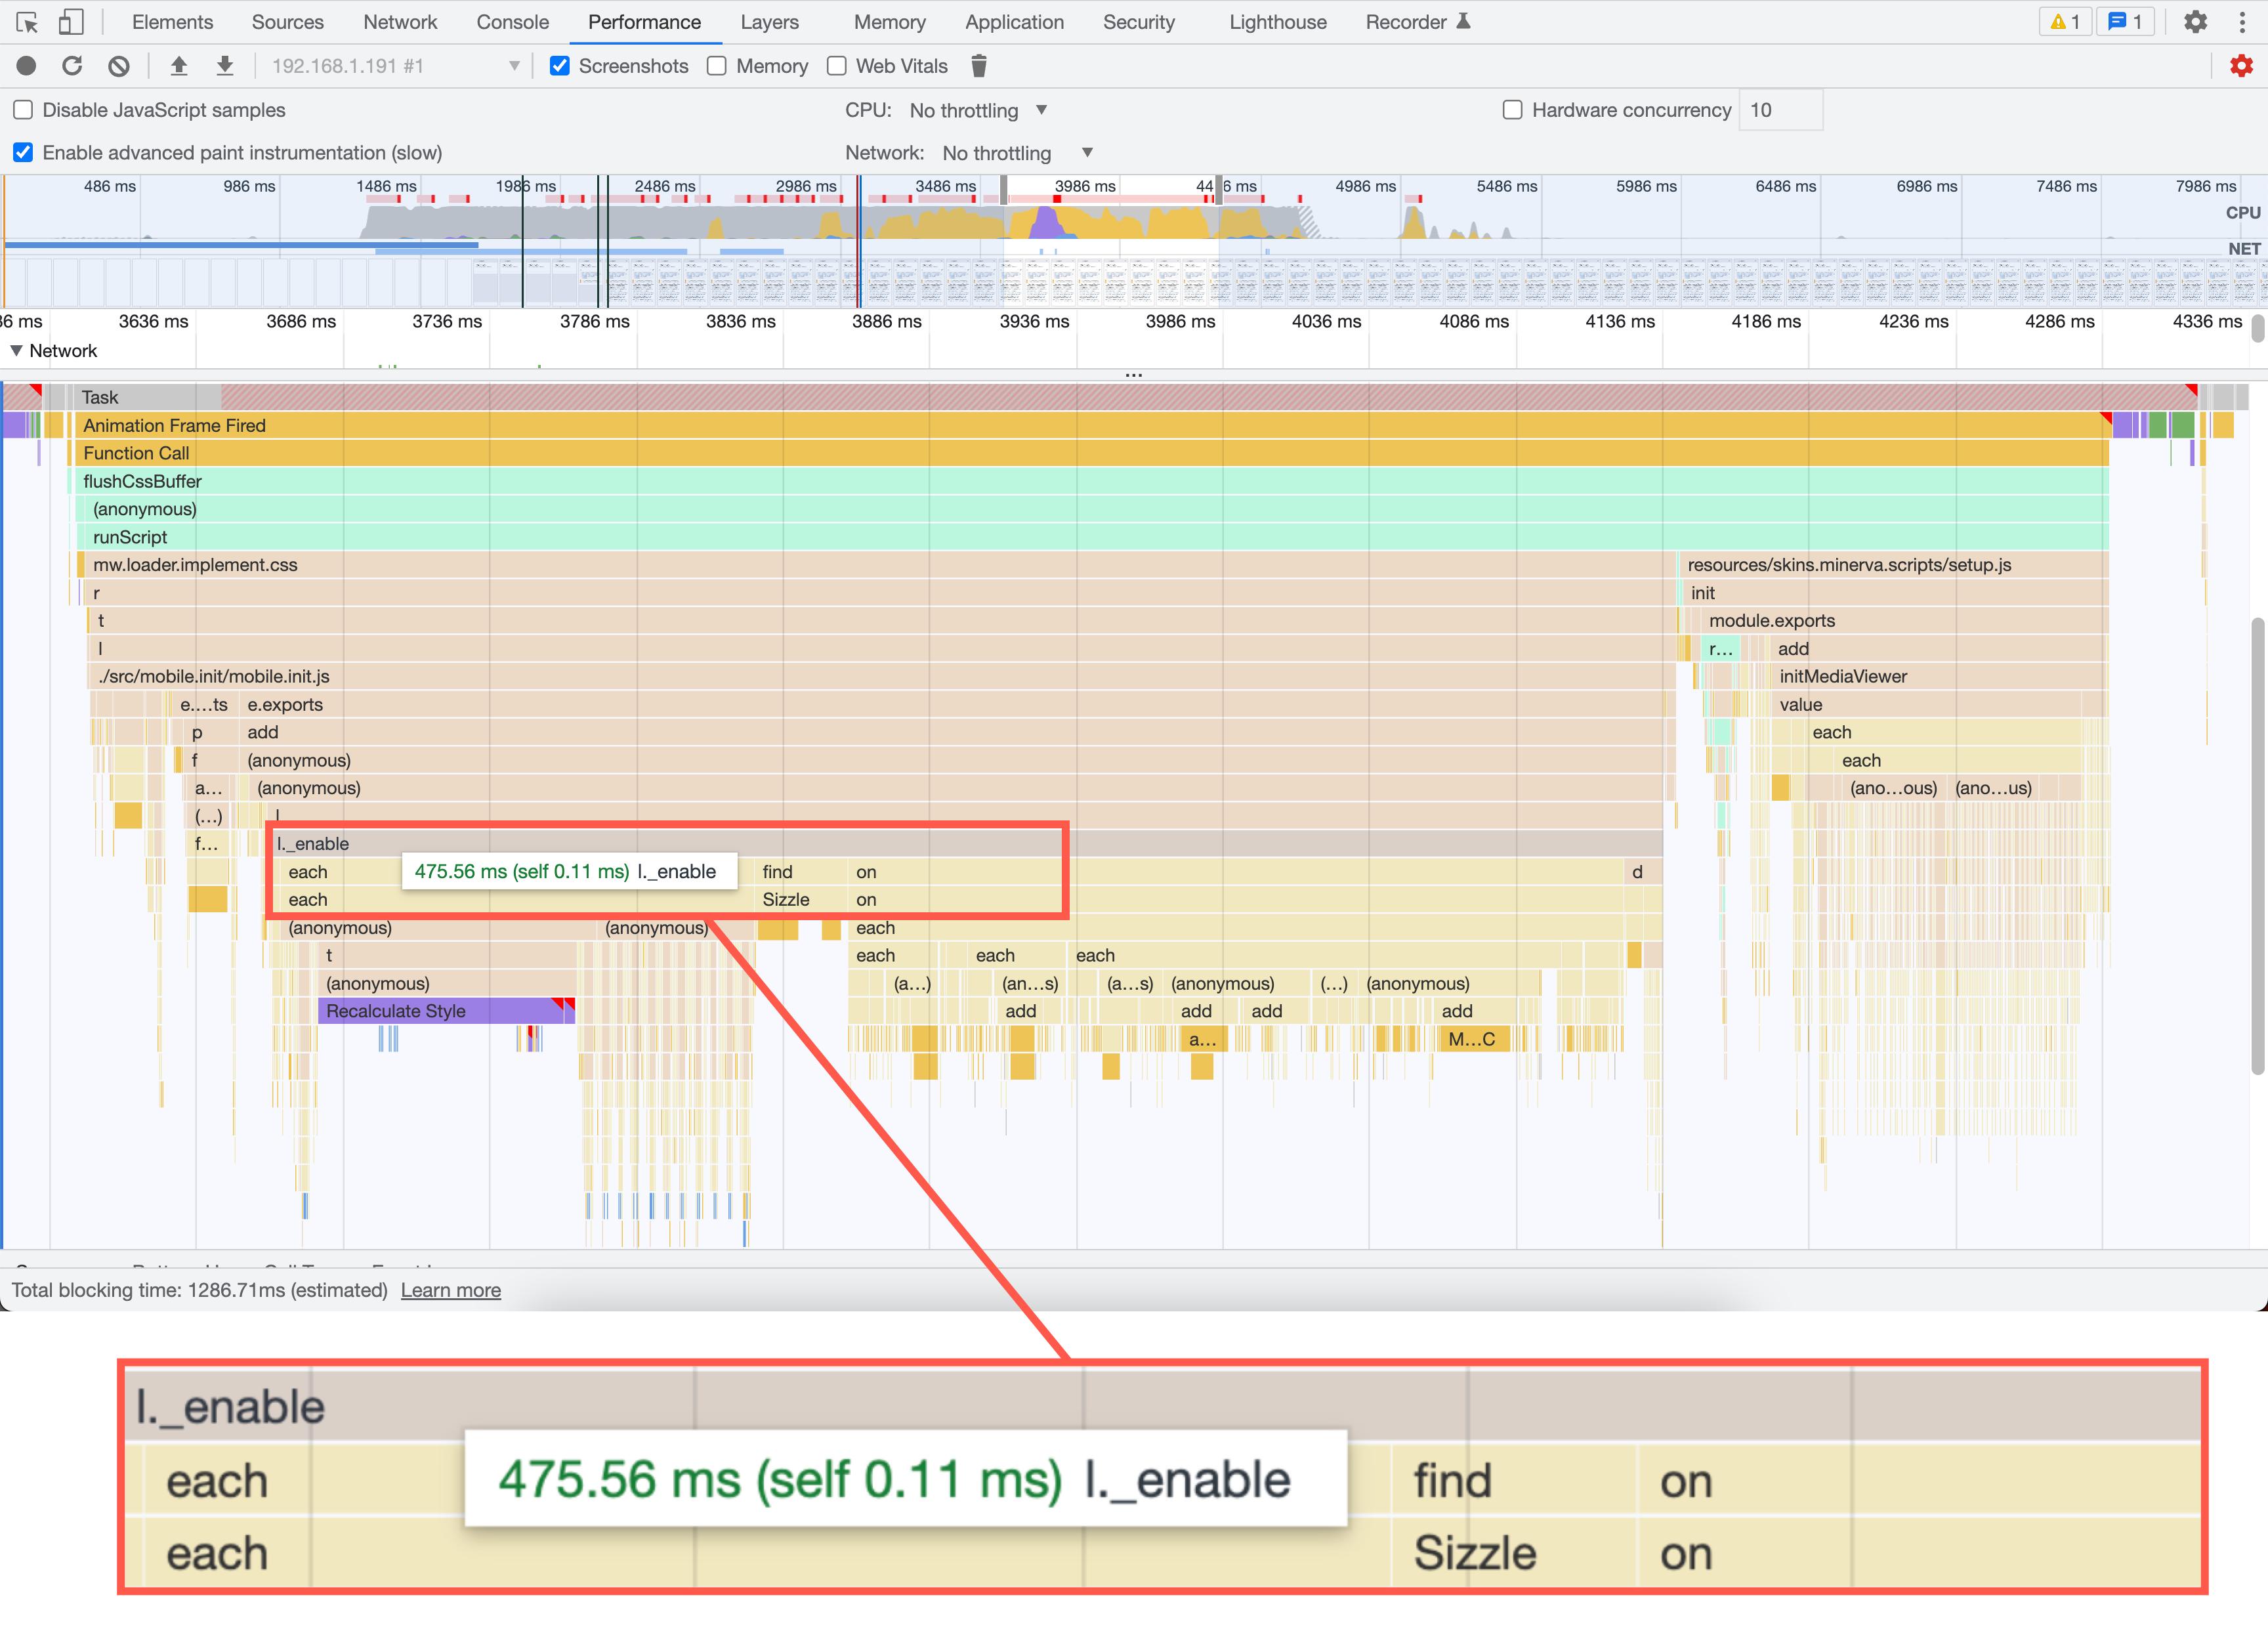 Elements Sources Network Console Performance Layers Memory Application Security Lighthouse Recorder 1 1
192.168.1.191 #1 Screenshots Memory Web Vitals
Disable JavaScript samples CPU: No throttling Hardware concurrency 10
Enable advanced paint instrumentation (slow) Network: No throttling
486 ms 986 ms 1486 ms 1986 ms 2486 ms 2986 ms 3486 ms 3986 ms 4486 ms 4986 ms 5486 ms 5986 ms 6486 ms 6986 ms 7486 ms 7986 ms
CPU
NET
36 ms 3636 ms 3686 ms 3736 ms 3786 ms 3836 ms 3886 ms 3936 ms 3986 ms 4036 ms 4086 ms 4136 ms 4186 ms 4236 ms 4286 ms 4336 ms
Network
...
Task
Animation Frame Fired
Function Call
flushCssBuffer
(anonymous)
runScript
mw.loader.implement.css resources/skins.minerva.scripts/setup.js
r init
t module.exports
l r... add
./src/mobile.init/mobile.init.js initMediaViewer
e....ts e.exports value
p add each
f (anonymous) each
a... (anonymous) (ano...ous) (ano...us)
(...) l
f... l._enable
each 475.56 ms (self 0.11 ms) l._enable find on d
each Sizzle on
(anonymous) (anonymous) each
t each each each
(anonymous) (a...) (an...s) (a...s) (anonymous) (...) (anonymous)
Recalculate Style add add add add
a... M...C
Total blocking time: 1286.71ms (estimated) Learn more
l._enable
each 475.56 ms (self 0.11 ms) l._enable find on
each Sizzle on